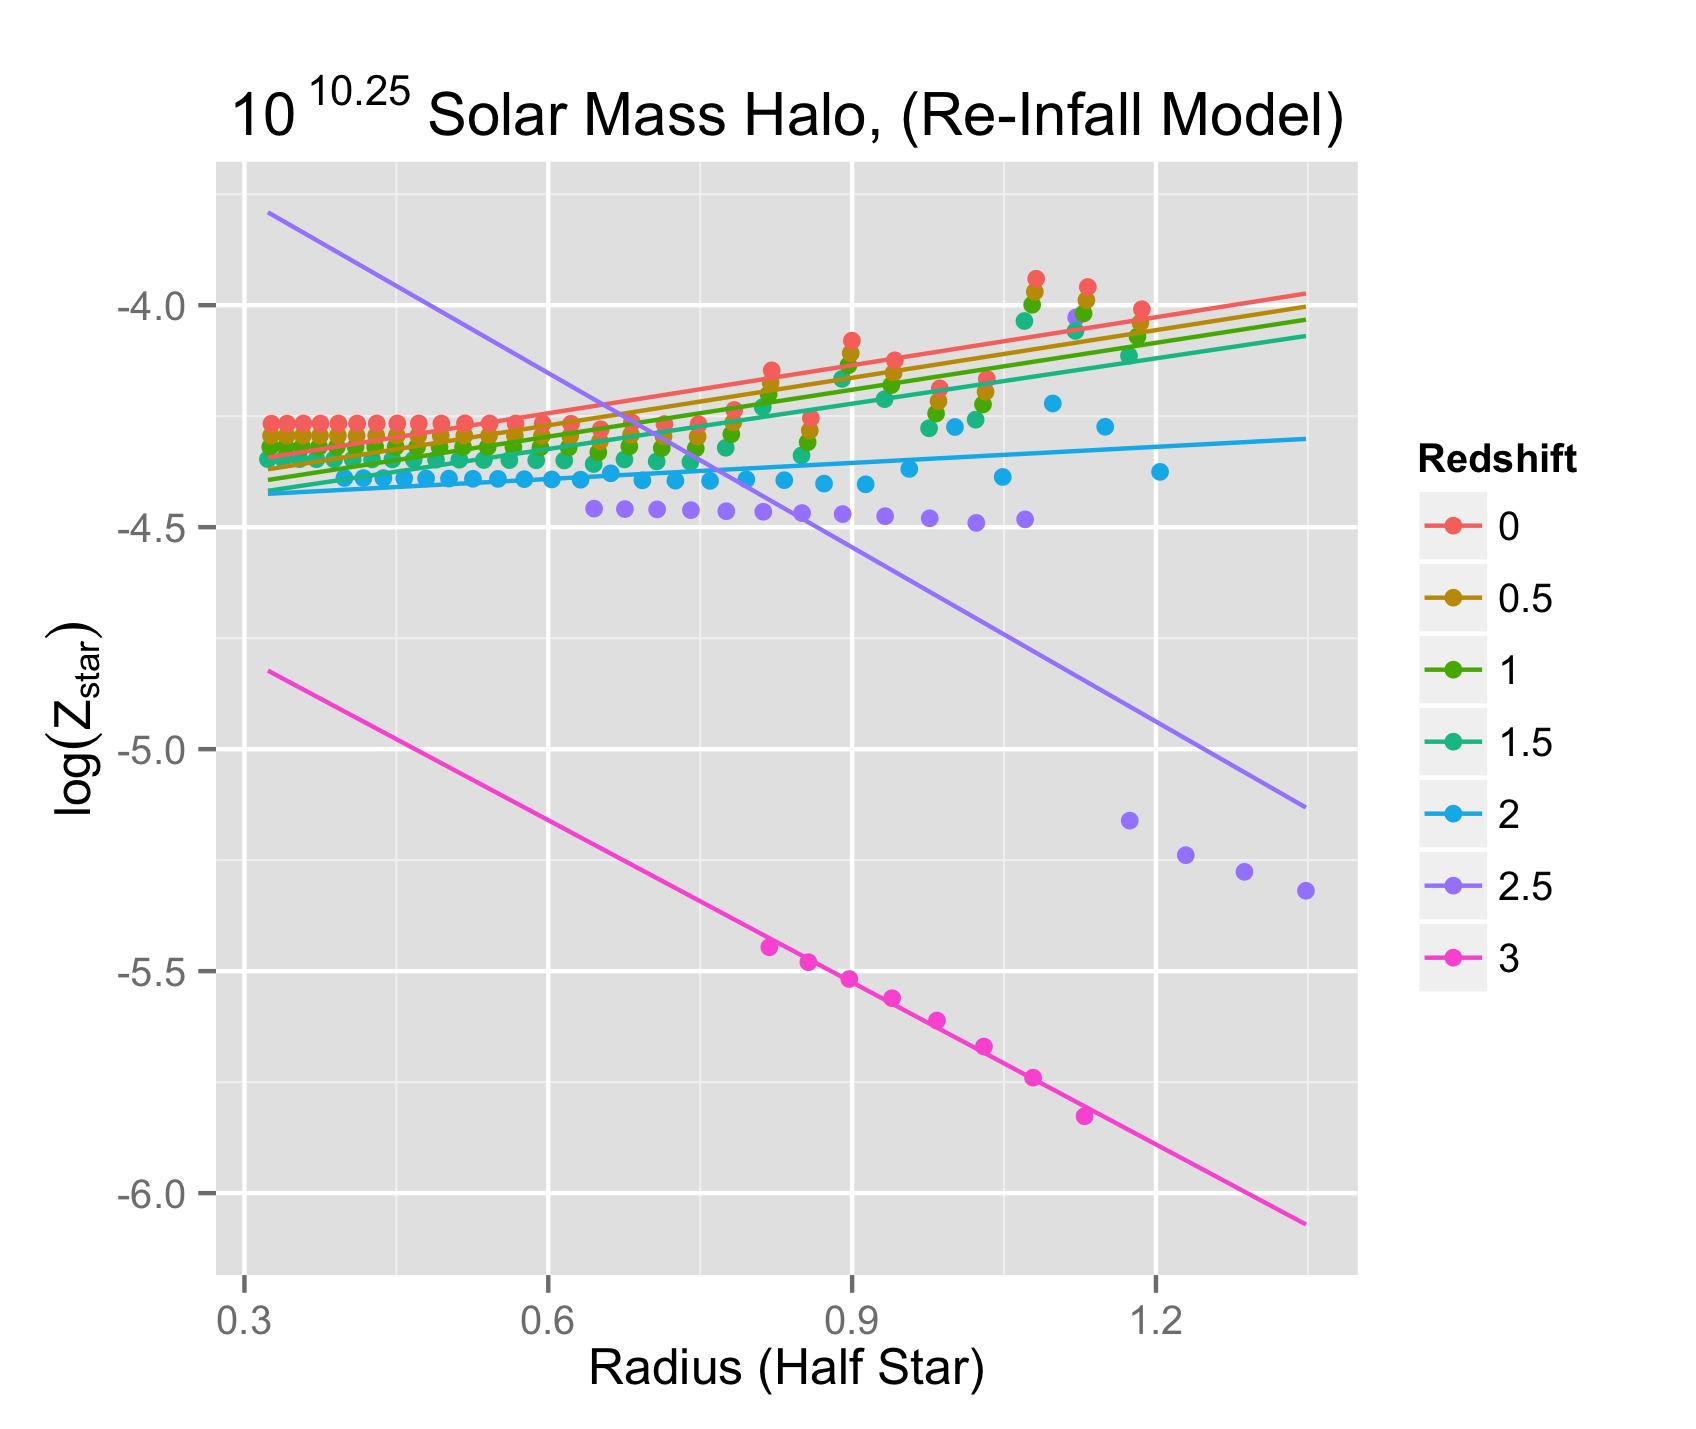 10 10.25 Solar Mass Halo, (Re-Infall Model)
log(Zstar)
-4.0
-4.5
-5.0
-5.5
-6.0
0.3 0.6 0.9 1.2
Radius (Half Star)
Redshift
0
0.5
1
1.5
2
2.5
3